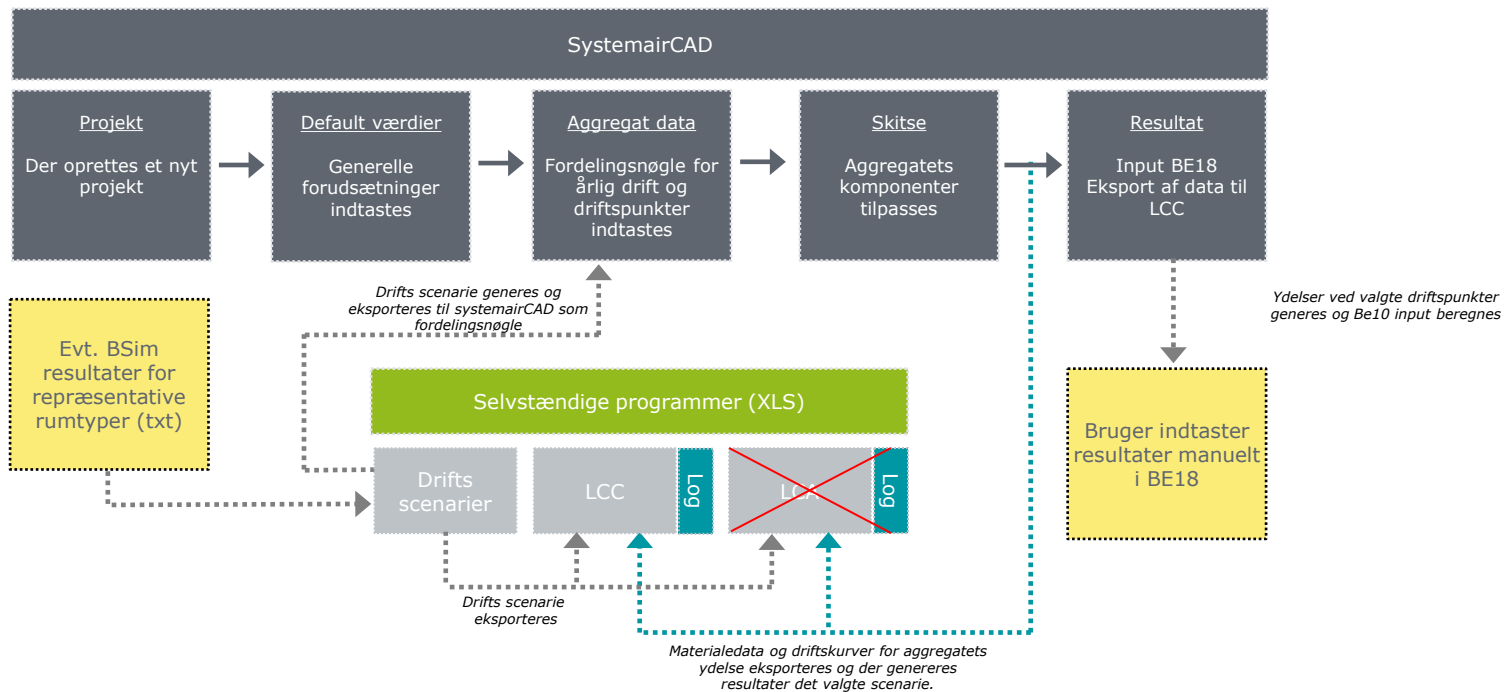 SystemairCAD
Projekt
Der oprettes et nyt
projekt
Default værdier
Generelle
forudsætninger
indtastes
Aggregat data
Fordelingsnøgle for
årlig drift og
driftspunkter
indtastes
Skitse
Aggregatets
komponenter
tilpasses
Resultat
Input BE18
Eksport af data til
LCC
Drifts scenarie generes og
eksporteres til systemairCAD som
fordelingsnøgle
Ydelser ved valgte driftspunkter
generes og Be10 input beregnes
Evt. BSim
resultater for
repræsentative
rumtyper (txt)
Selvstændige programmer (XLS)
Drifts
scenarier
LCC
Log
LCA
Log
Bruger indtaster
resultater manuelt
i BE18
Drifts scenarie
eksporteres
Materialedata og driftskurver for aggregatets
ydelse eksporteres og der genereres
resultater det valgte scenarie.